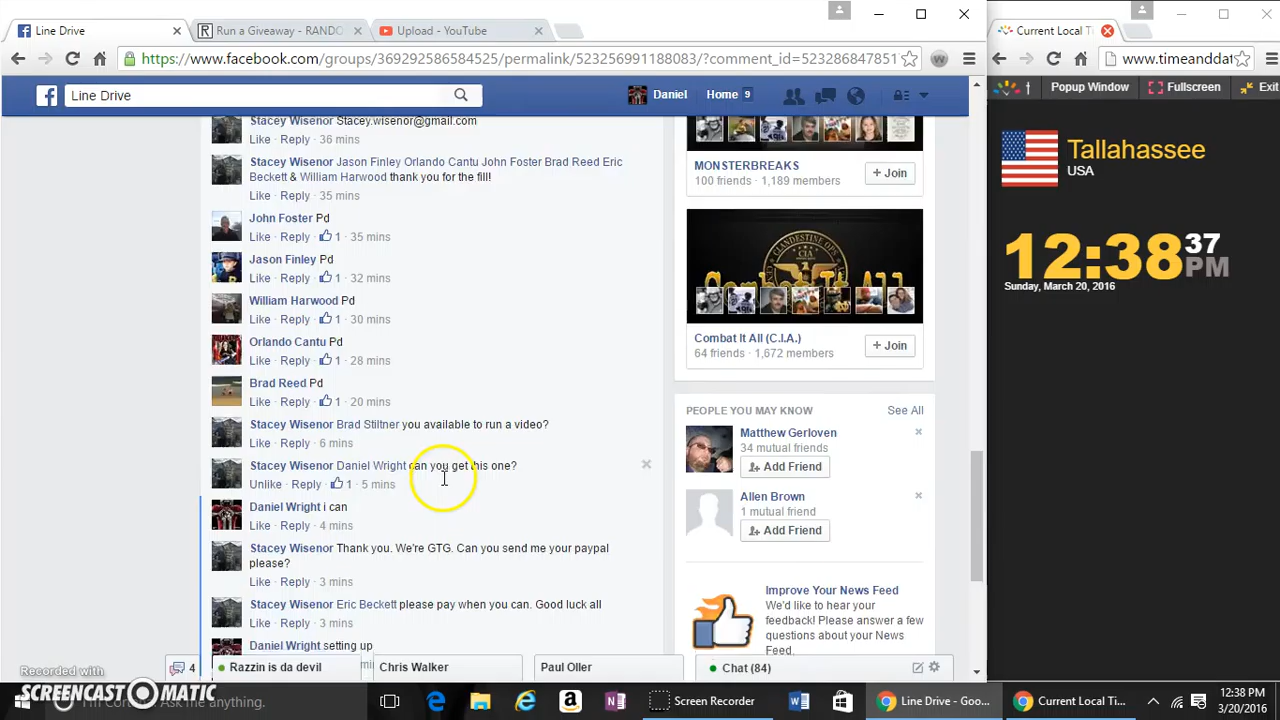 Line Drive
Run a Giveaway - RANDO
Upload - YouTube
Current Local Ti
https://www.facebook.com/groups/369292586584525/permalink/523256991188083/?comment_id=523286847851
www.timeanddat
Line Drive
Daniel
Home 9
Popup Window
Fullscreen
Exit
Stacey Wisenor Stacey.wisenor@gmail.com
Like · Reply · 36 mins
Stacey Wisenor Jason Finley Orlando Cantu John Foster Brad Reed Eric
Beckett & William Harwood thank you for the fill!
Like · Reply · 35 mins
John Foster Pd
Like · Reply · 1 · 35 mins
Jason Finley Pd
Like · Reply · 1 · 32 mins
William Harwood Pd
Like · Reply · 1 · 30 mins
Orlando Cantu Pd
Like · Reply · 1 · 28 mins
Brad Reed Pd
Like · Reply · 1 · 20 mins
Stacey Wisenor Brad Stiltner you available to run a video?
Like · Reply · 6 mins
Stacey Wisenor Daniel Wright can you get this one?
Unlike · Reply · 1 · 5 mins
Daniel Wright i can
Like · Reply · 4 mins
Stacey Wisenor Thank you. We're GTG. Can you send me your paypal
please?
Like · Reply · 3 mins
Stacey Wisenor Eric Beckett please pay when you can. Good luck all
Like · Reply · 3 mins
Daniel Wright setting up
MONSTERBREAKS
100 friends · 1,189 members
+ Join
CIA
Combat It All
Combat It All (C.I.A.)
64 friends · 1,672 members
+ Join
PEOPLE YOU MAY KNOW
See All
Matthew Gerloven
34 mutual friends
Add Friend
Allen Brown
1 mutual friend
Add Friend
Improve Your News Feed
We'd like to hear your
feedback! Please answer a few
questions about your News
Feed.
Tallahassee
USA
12:38 37
PM
Sunday, March 20, 2016
4
Razzin is da devil
Chris Walker
Paul Oller
Chat (84)
Recorded with
SCREENCAST-O-MATIC
Ask me anything.
Screen Recorder
Line Drive - Goo...
Current Local Ti...
12:38 PM
3/20/2016